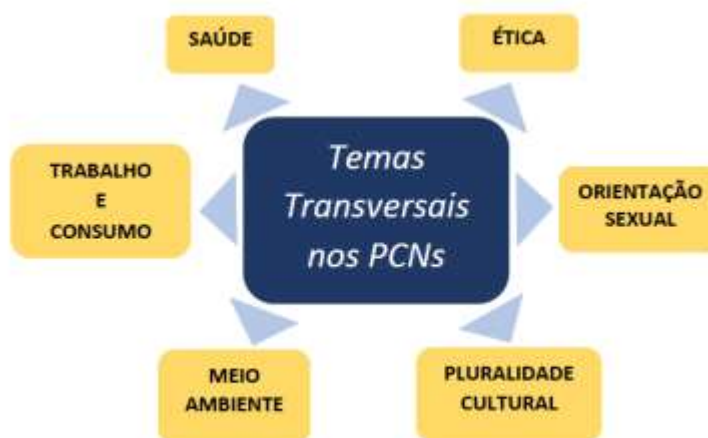 SAÚDE
ÉTICA
Temas
Transversais
nos PCNs
TRABALHO
E
CONSUMO
ORIENTAÇÃO
SEXUAL
MEIO
AMBIENTE
PLURALIDADE
CULTURAL